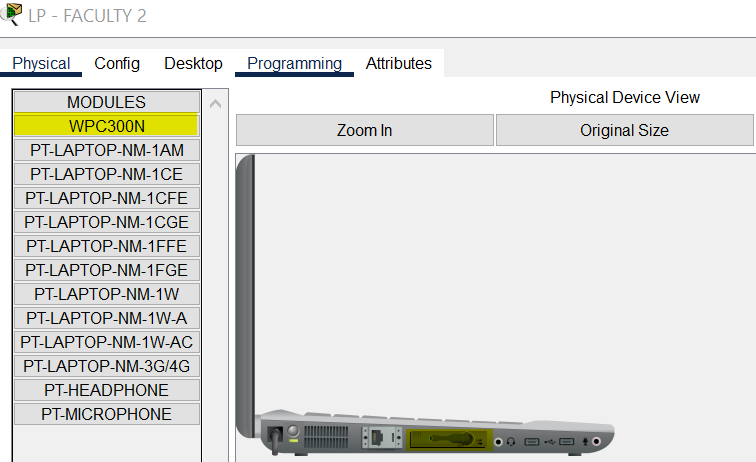 LP - FACULTY 2
Physical Config Desktop Programming Attributes
MODULES
WPC300N
PT-LAPTOP-NM-1AM
PT-LAPTOP-NM-1CE
PT-LAPTOP-NM-1CFE
PT-LAPTOP-NM-1CGE
PT-LAPTOP-NM-1FFE
PT-LAPTOP-NM-1FGE
PT-LAPTOP-NM-1W
PT-LAPTOP-NM-1W-A
PT-LAPTOP-NM-1W-AC
PT-LAPTOP-NM-3G/4G
PT-HEADPHONE
PT-MICROPHONE
Physical Device View
Zoom In Original Size